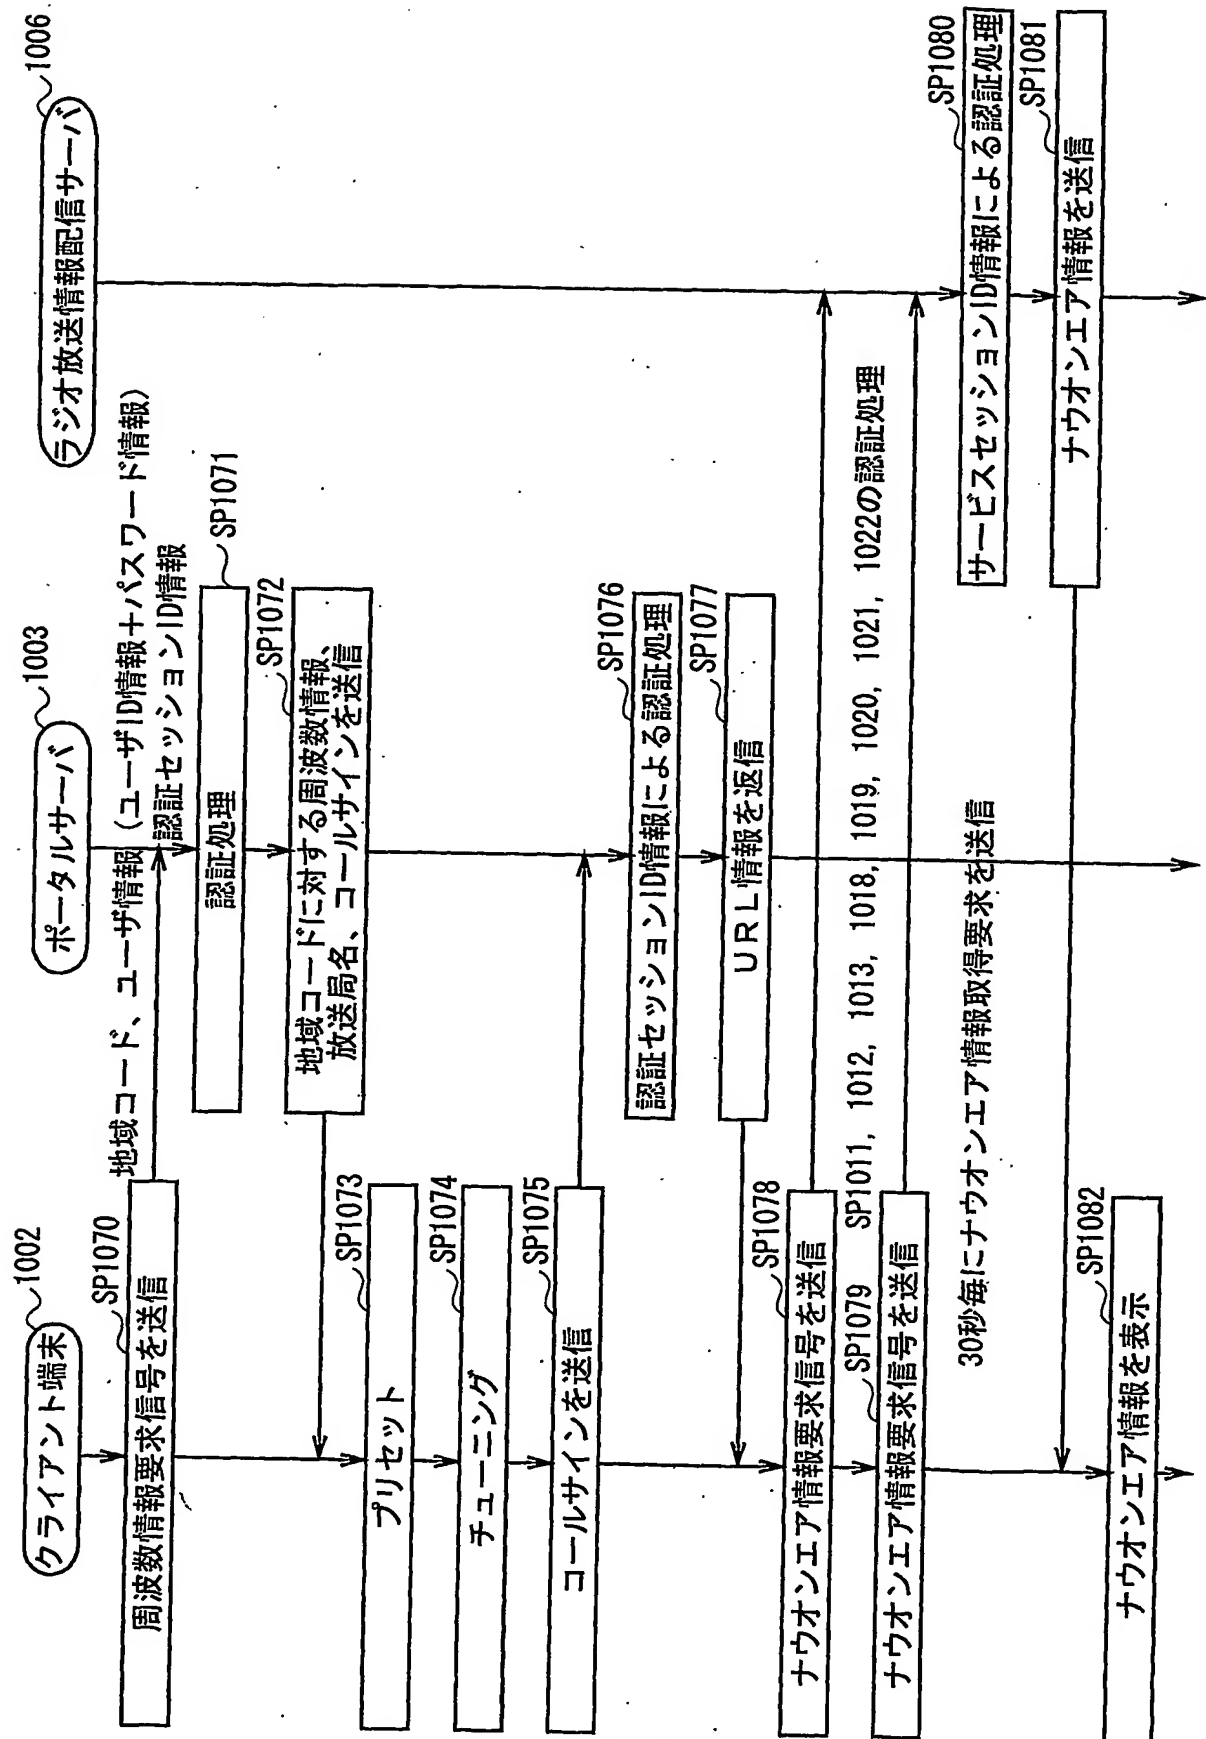 クライアント端末
1002
ポータルサーバ
1003
ラジオ放送情報配信サーバ
1006
SP1070
周波数情報要求信号を送信
地域コード、ユーザ情報（ユーザID情報＋パスワード情報）
認証セッションID情報
SP1071
認証処理
SP1072
地域コードに対する周波数情報、
放送局名、コールサインを送信
SP1073
プリセット
SP1074
チューニング
SP1075
コールサインを送信
SP1076
認証セッションID情報による認証処理
SP1077
URL情報を返信
SP1078
ナウオンエア情報要求信号を送信
SP1079
SP1011, 1012, 1013, 1018, 1019, 1020, 1021, 1022の認証処理
ナウオンエア情報要求信号を送信
30秒毎にナウオンエア情報取得要求を送信
SP1080
サービスセッションID情報による認証処理
SP1081
ナウオンエア情報を送信
SP1082
ナウオンエア情報を表示